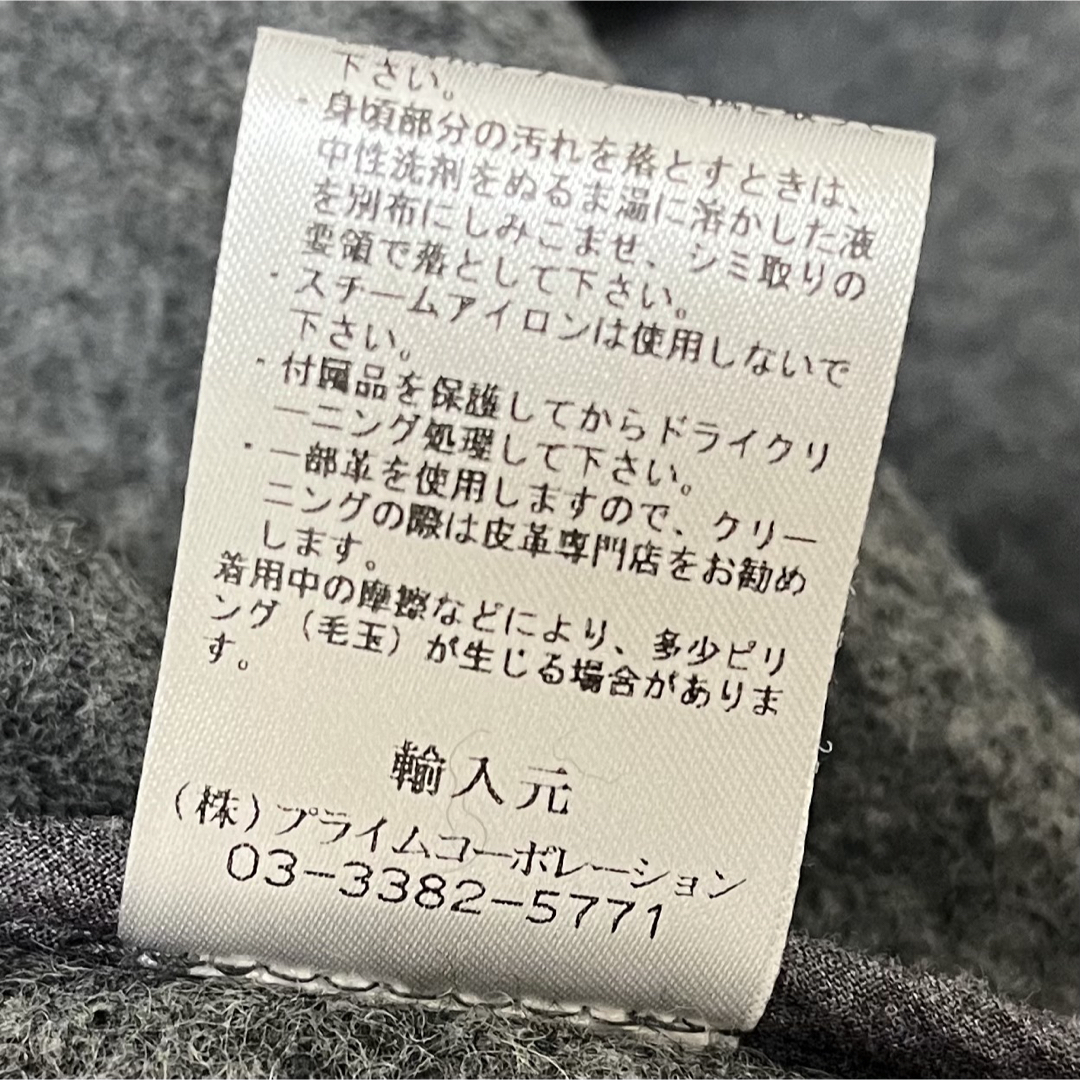 下さい。
・身頃部分の汚れを落とすときは、
中性洗剤をぬるま湯に溶かした液
を別布にしみこませ、シミ取りの
要領で落として下さい。
・スチームアイロンは使用しないで
下さい。
・付属品を保護してからドライクリ
ーニング処理して下さい。
・一部革を使用しますので、クリー
ニングの際は皮革専門店をお勧め
します。
着用中の摩擦などにより、多少ピリ
ング（毛玉）が生じる場合がありま
す。
輸入元
（株）プライムコーポレーション
03-3382-5771